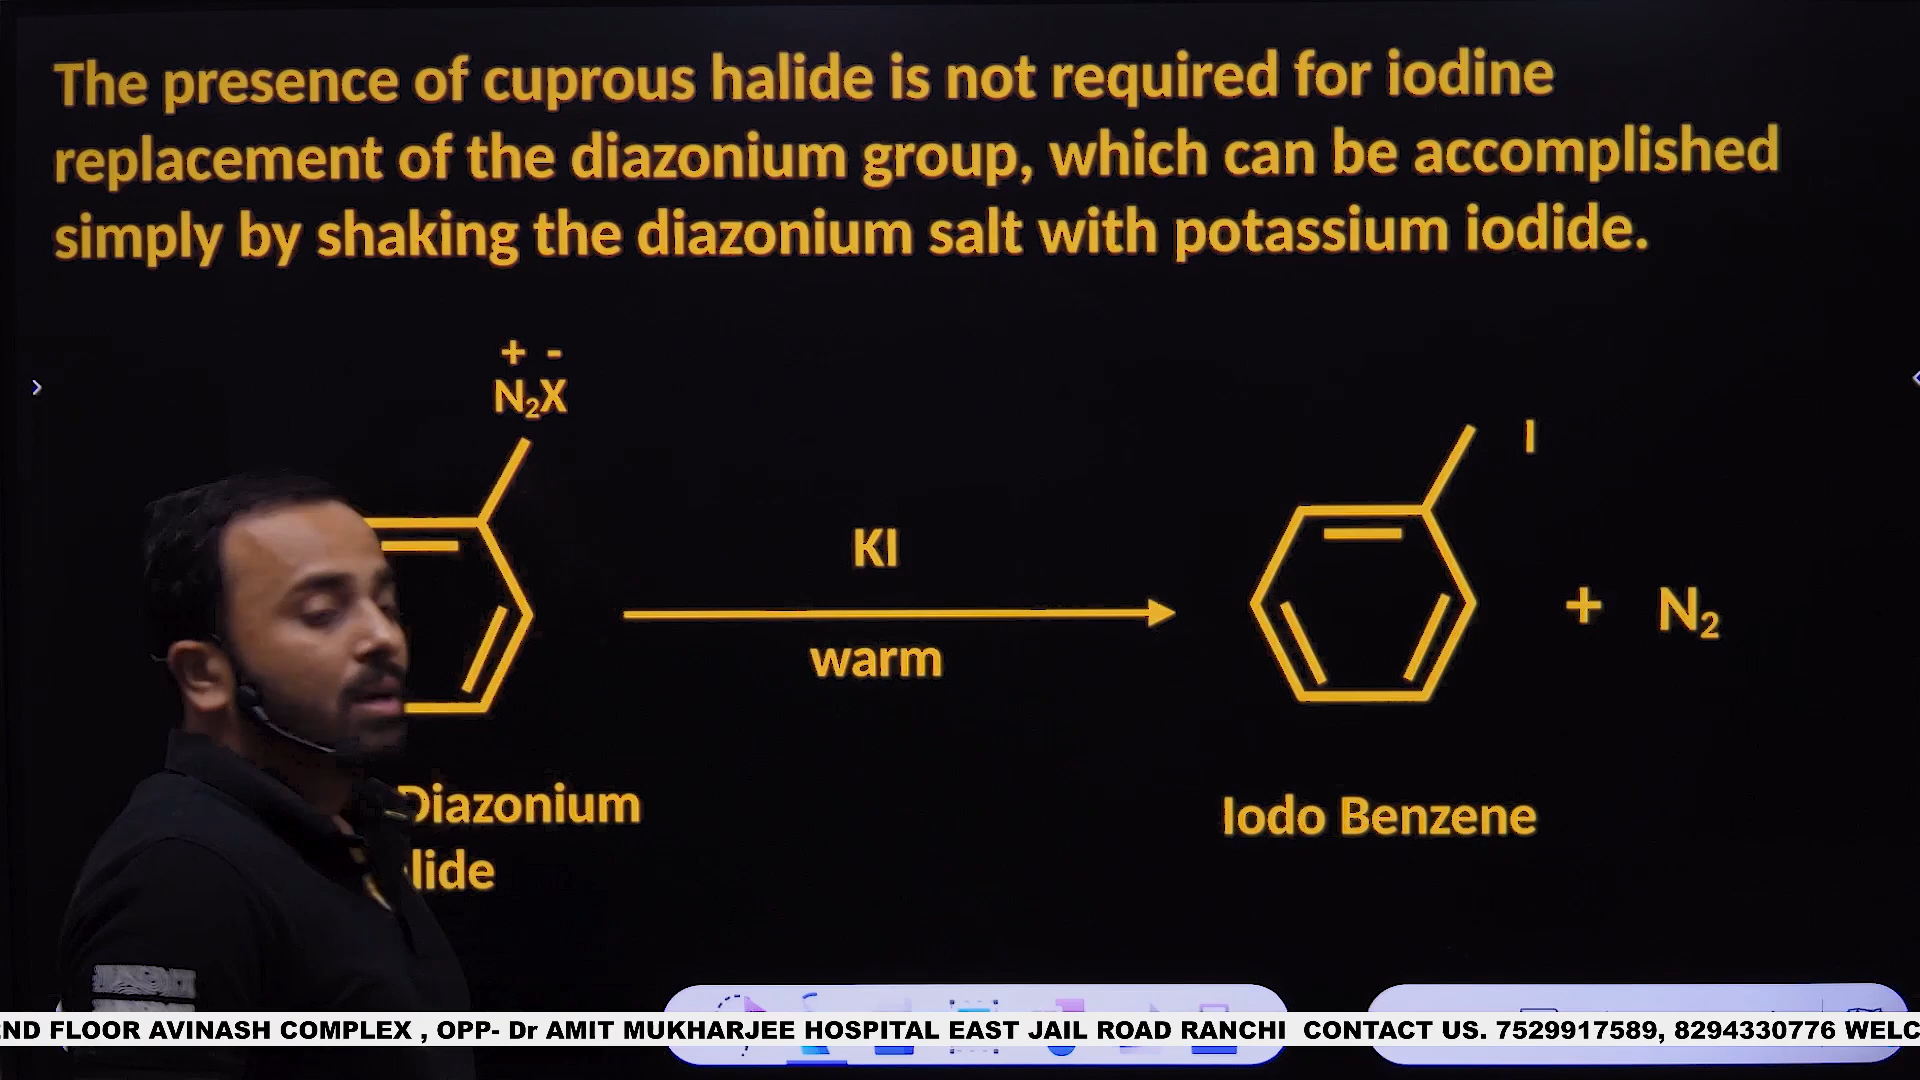 The presence of cuprous halide is not required for iodine
replacement of the diazonium group, which can be accomplished
simply by shaking the diazonium salt with potassium iodide.
+ -
N₂X
I
KI
+ N₂
warm
Diazonium
lide
Iodo Benzene
ND FLOOR AVINASH COMPLEX , OPP- Dr AMIT MUKHARJEE HOSPITAL EAST JAIL ROAD RANCHI CONTACT US. 7529917589, 8294330776 WELC